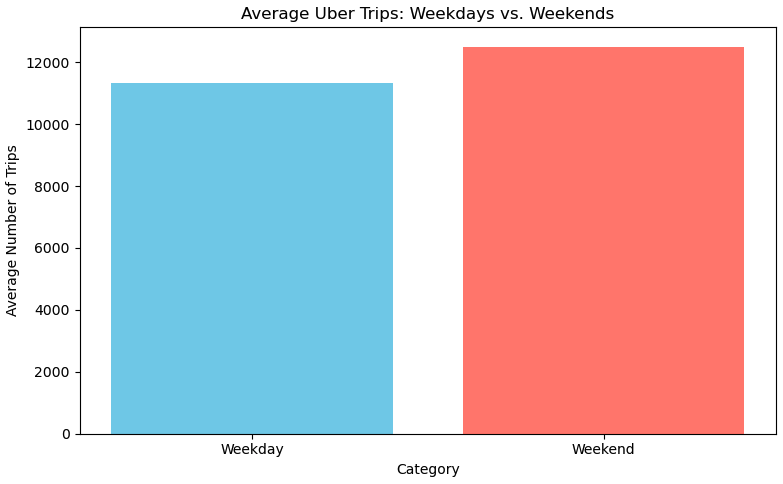 Average Uber Trips: Weekdays vs. Weekends
Average Number of Trips
12000
10000
8000
6000
4000
2000
0
Weekday
Weekend
Category